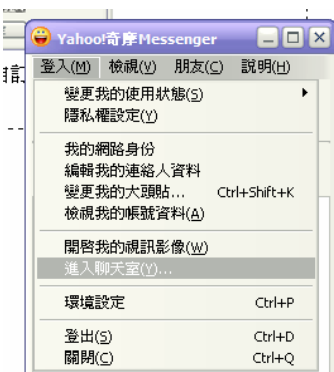 Yahoo!奇摩Messenger
登入(M) 檢視(V) 朋友(C) 說明(H)
變更我的使用狀態(S)
隱私權設定(Y)
我的網路身份
編輯我的連絡人資料
變更我的大頭貼... Ctrl+Shift+K
檢視我的帳號資料(A)
開啟我的視訊影像(W)
進入聊天室(Y)...
環境設定 Ctrl+P
登出(S) Ctrl+D
關閉(C) Ctrl+Q